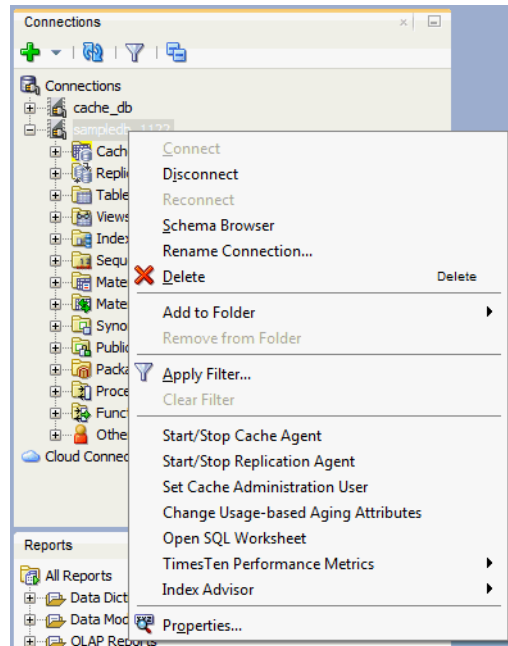 Connections
Connections
cache_db
sampledb_1122
Cach
Repli
Table
Views
Index
Sequ
Mate
Mate
Syno
Public
Packa
Proce
Funct
Othe
Cloud Connec
Connect
Disconnect
Reconnect
Schema Browser
Rename Connection...
Delete Delete
Add to Folder
Remove from Folder
Apply Filter...
Clear Filter
Start/Stop Cache Agent
Start/Stop Replication Agent
Set Cache Administration User
Change Usage-based Aging Attributes
Open SQL Worksheet
TimesTen Performance Metrics
Index Advisor
Properties...
Reports
All Reports
Data Dict
Data Mod
OLAP Reports